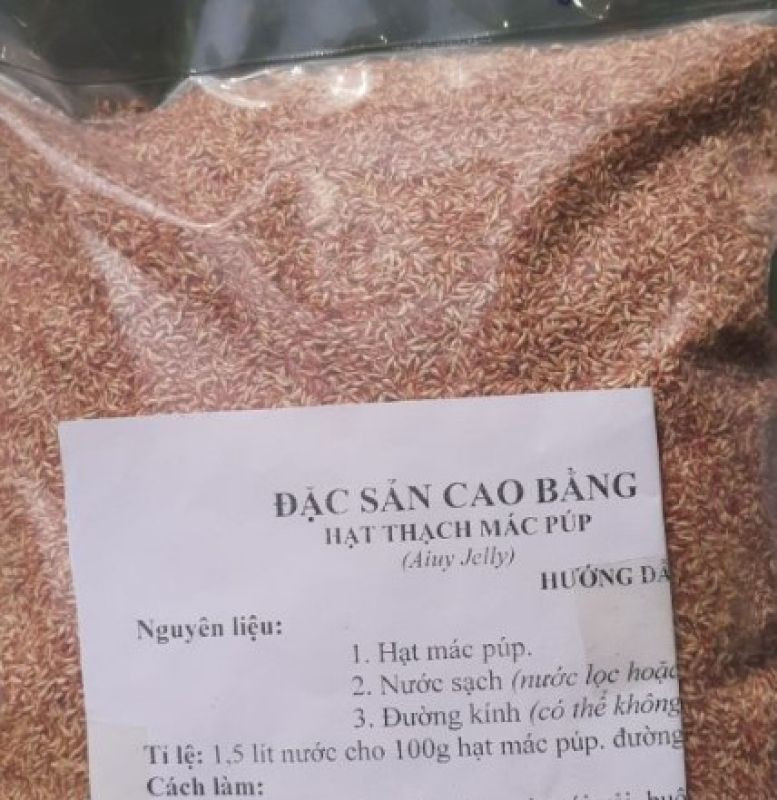 ĐẶC SẢN CAO BẰNG
HẠT THẠCH MÁC PÚP
(Aiuy Jelly)
HƯỚNG DẪ
Nguyên liệu:
1. Hạt mác púp.
2. Nước sạch (nước lọc hoặc
3. Đường kính (có thể không
Tỉ lệ: 1,5 lít nước cho 100g hạt mác púp. đường
Cách làm: